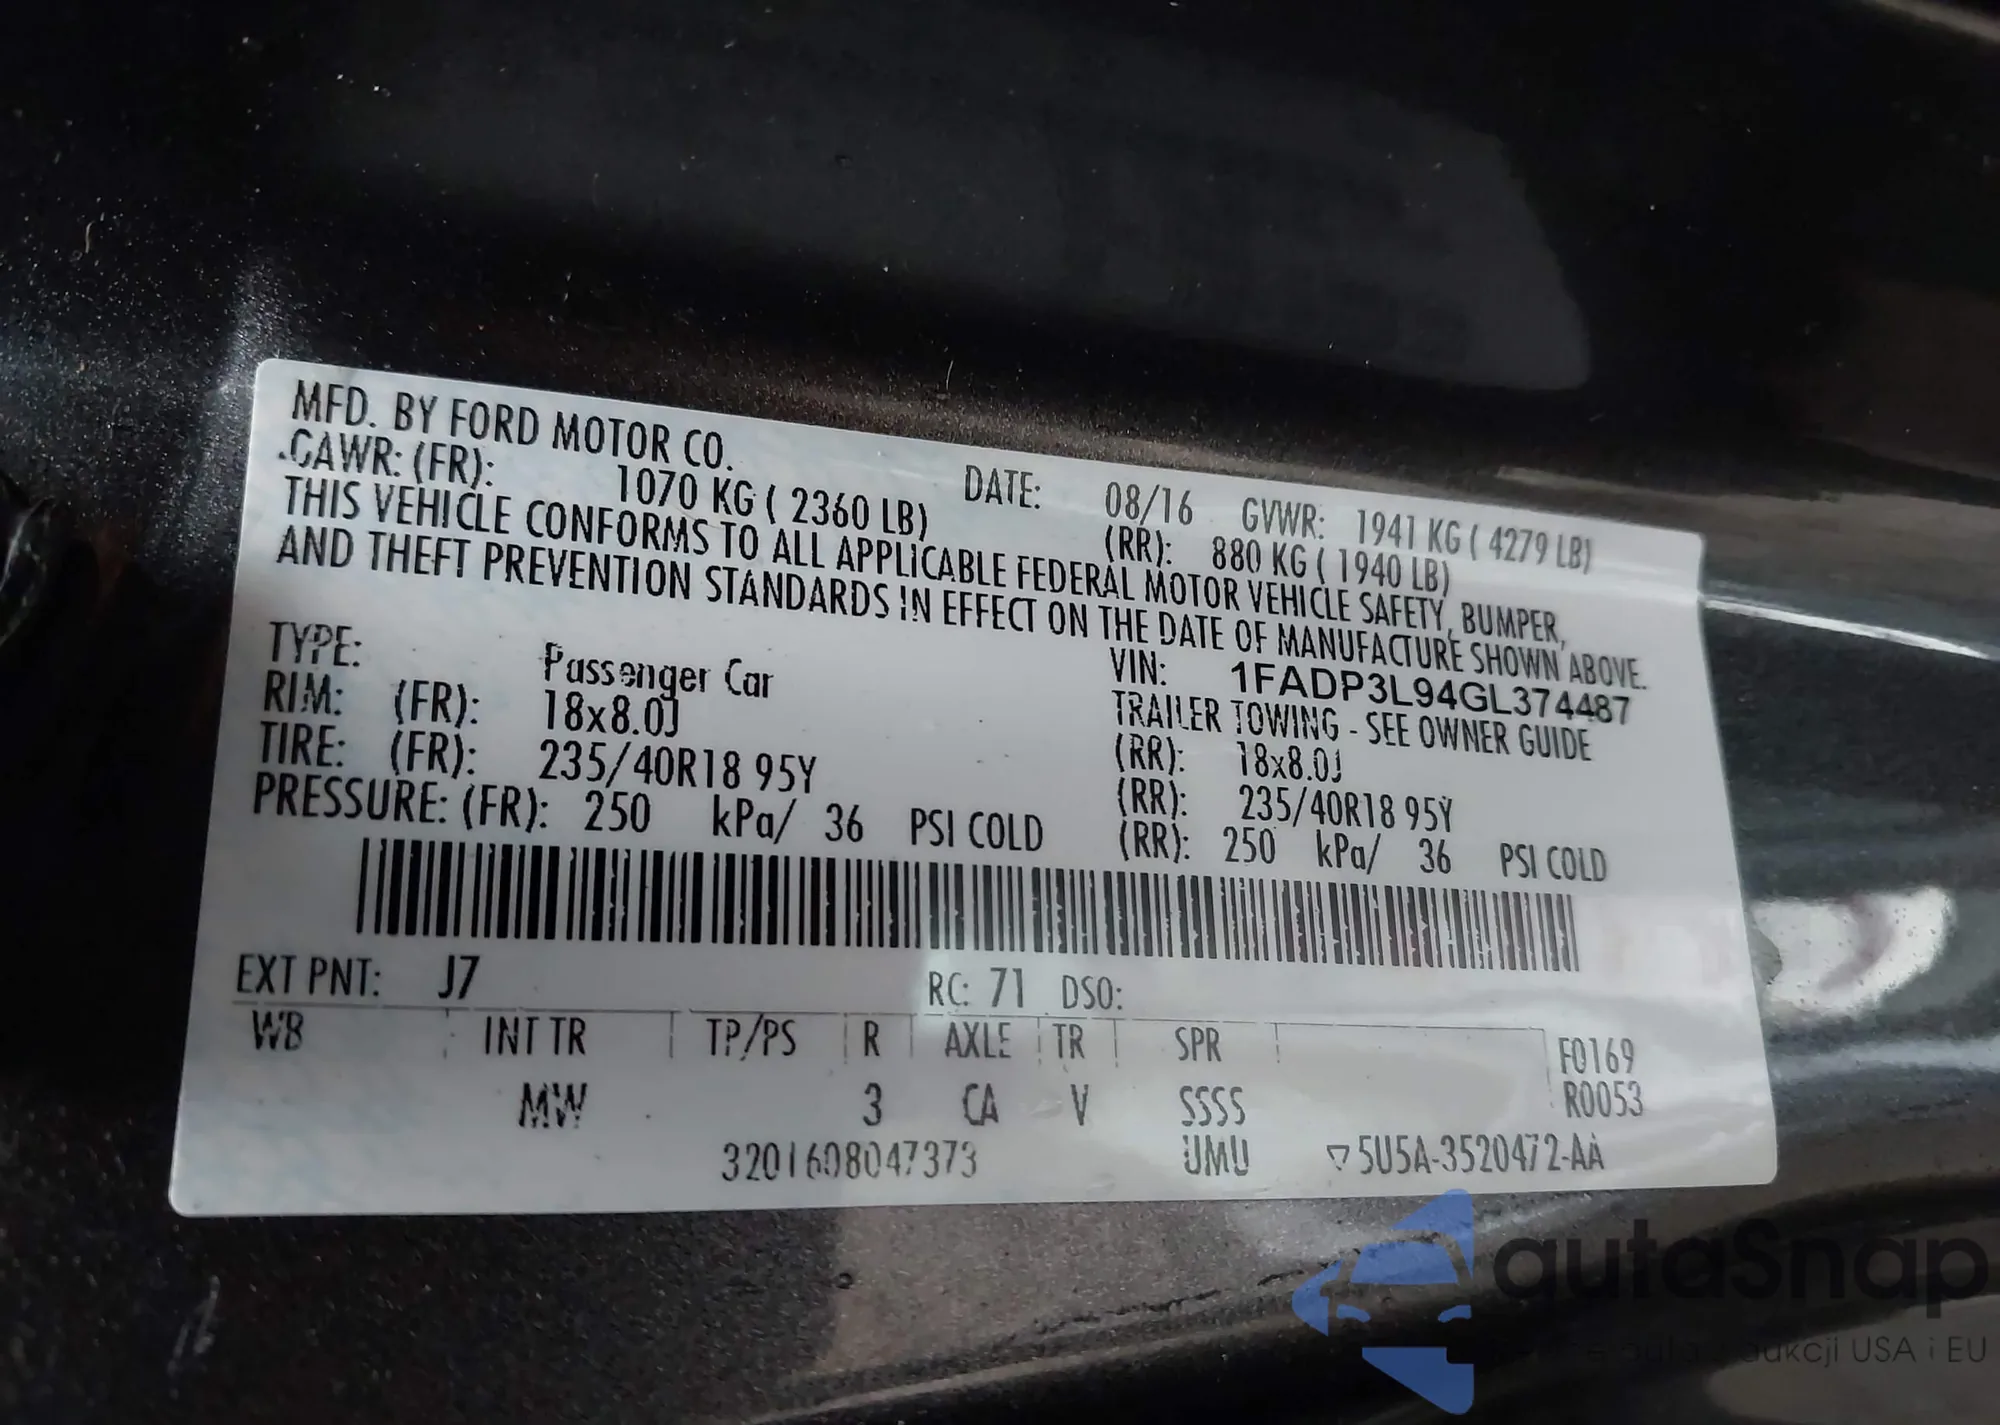 MFD. BY FORD MOTOR CO. DATE: 08/16 GVWR: 1941 KG ( 4279 LB)
.GAWR: (FR): 1070 KG ( 2360 LB) (RR): 880 KG ( 1940 LB)
THIS VEHICLE CONFORMS TO ALL APPLICABLE FEDERAL MOTOR VEHICLE SAFETY, BUMPER,
AND THEFT PREVENTION STANDARDS IN EFFECT ON THE DATE OF MANUFACTURE SHOWN ABOVE.
VIN: 1FADP3L94GL374487
TYPE: Passenger Car TRAILER TOWING - SEE OWNER GUIDE
RIM: (FR): 18x8.0J (RR): 18x8.0J
TIRE: (FR): 235/40R18 95Y (RR): 235/40R18 95Y
PRESSURE: (FR): 250 kPa/ 36 PSI COLD (RR): 250 kPa/ 36 PSI COLD
EXT PNT: J7 RC: 71 DSO:
WB INT TR TP/PS R AXLE TR SPR F0169
MW 3 CA V SSSS R0053
3201608047373 UMU ▽5U5A-3520472-AA
autaSnap
aukcji USA i EU